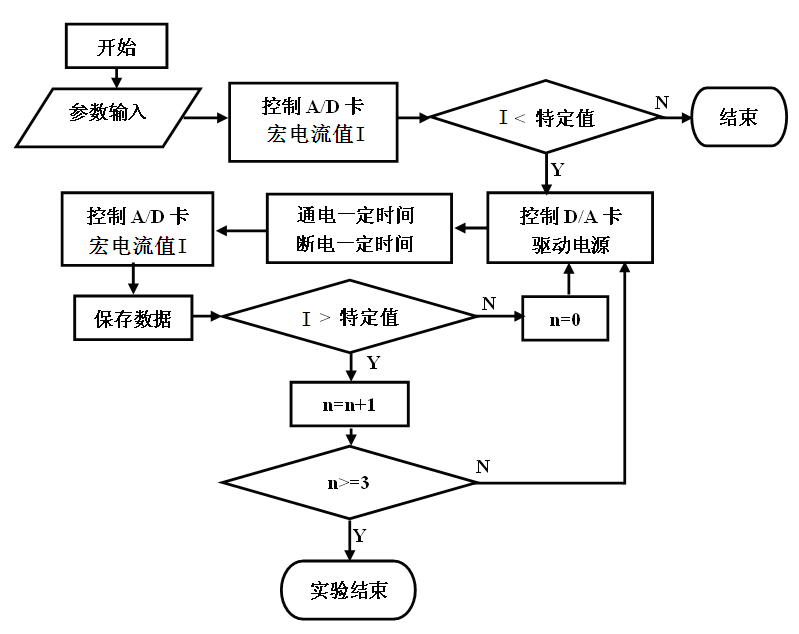 开始
参数输入
控制 A/D 卡
宏电流值I
I < 特定值
N
结束
Y
控制 A/D 卡
宏电流值I
通电一定时间
断电一定时间
控制 D/A 卡
驱动电源
保存数据
I > 特定值
N
n=0
Y
n=n+1
n>=3
N
Y
实验结束